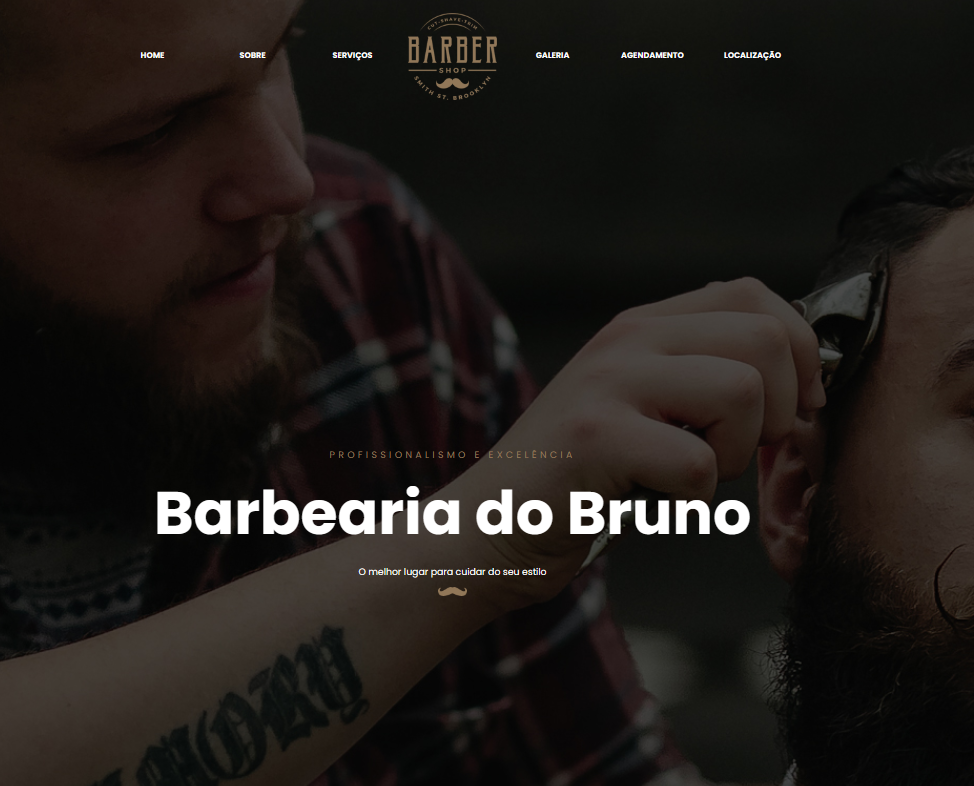 CUT·SHAVE·TRIM
HOME SOBRE SERVIÇOS BARBER GALERIA AGENDAMENTO LOCALIZAÇÃO
SHOP
SMITH ST. BROOKLYN
PROFISSIONALISMO E EXCELÊNCIA
Barbearia do Bruno
O melhor lugar para cuidar do seu estilo